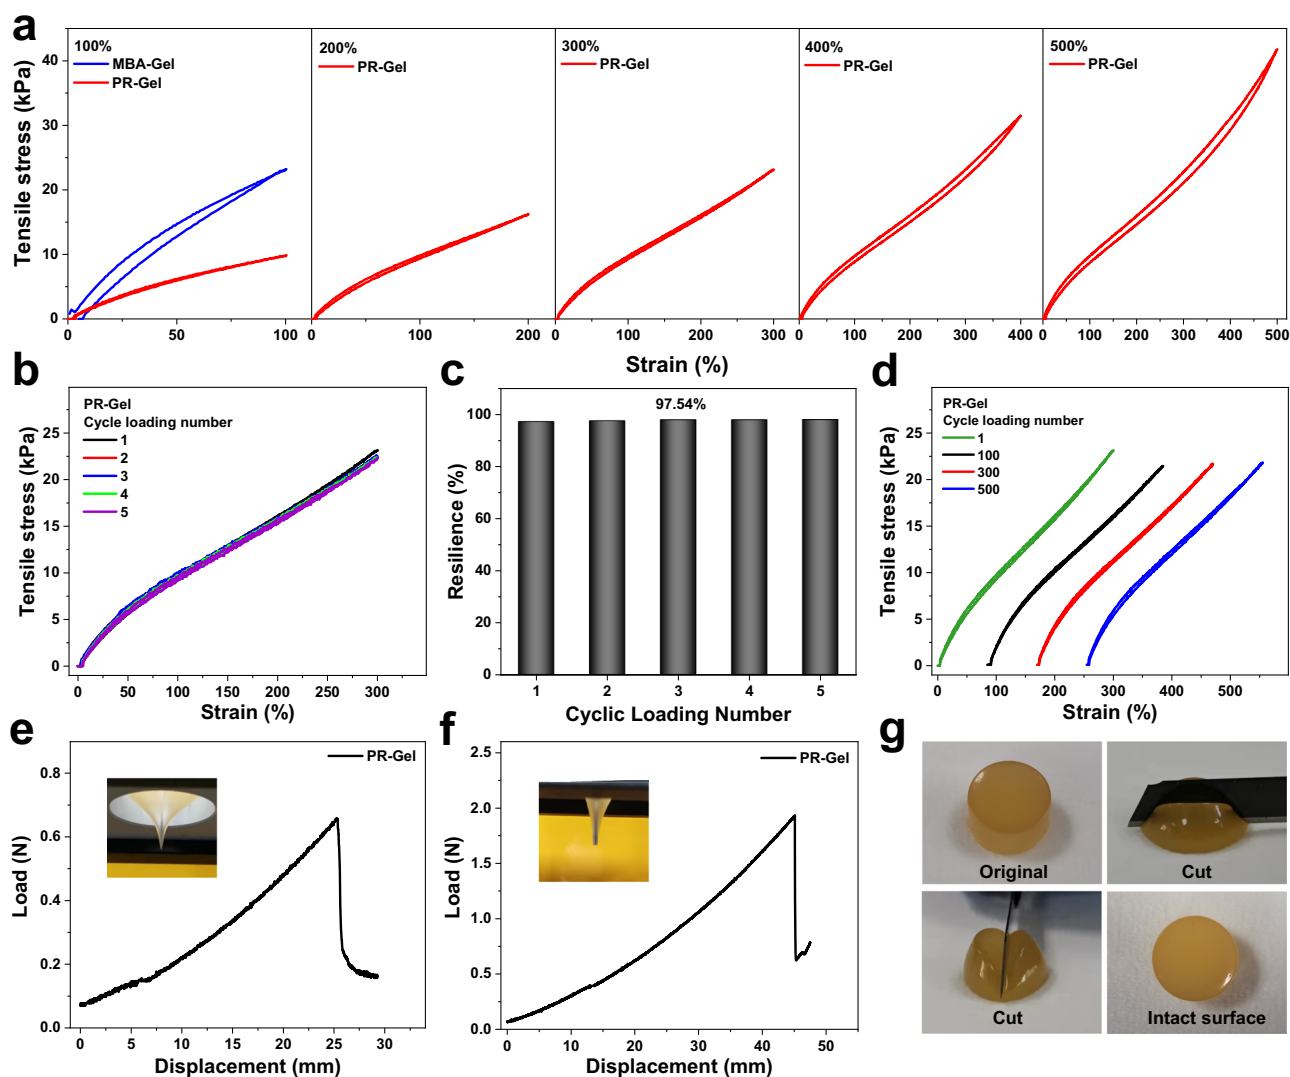 a
Tensile stress (kPa)
40
30
20
10
0
100%
MBA-Gel
PR-Gel
200%
PR-Gel
300%
PR-Gel
400%
PR-Gel
500%
PR-Gel
0 50 100
100 200
0 100 200 300
0 100 200 300 400
0 100 200 300 400 500
Strain (%)
b
Tensile stress (kPa)
25
20
15
10
5
0
PR-Gel
Cycle loading number
1
2
3
4
5
0 50 100 150 200 250 300
Strain (%)
c
Resilience (%)
100
80
60
40
20
0
97.54%
1 2 3 4 5
Cyclic Loading Number
d
Tensile stress (kPa)
25
20
15
10
5
0
PR-Gel
Cycle loading number
1
100
300
500
0 100 200 300 400 500
Strain (%)
e
Load (N)
0.8
0.6
0.4
0.2
0.0
PR-Gel
0 5 10 15 20 25 30
Displacement (mm)
f
Load (N)
2.5
2.0
1.5
1.0
0.5
0.0
PR-Gel
0 10 20 30 40 50
Displacement (mm)
g
Original
Cut
Cut
Intact surface